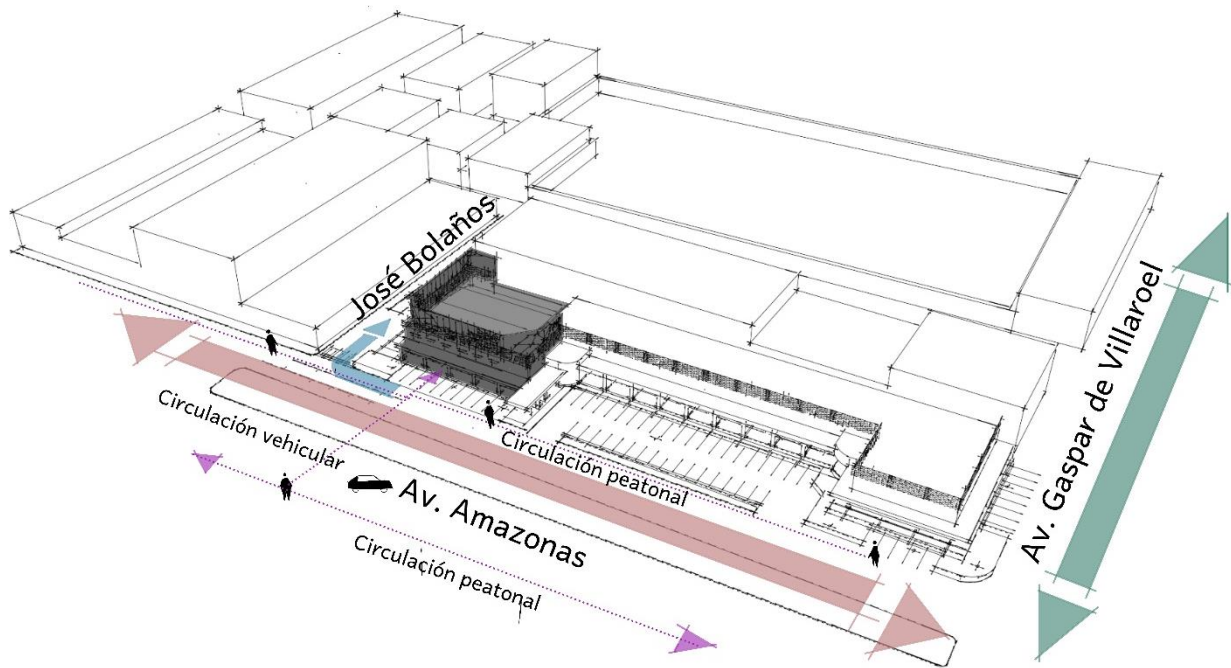 José Bolaños
Circulación vehicular
Circulación peatonal
Av. Amazonas
Circulación peatonal
Av. Gaspar de Villaroel